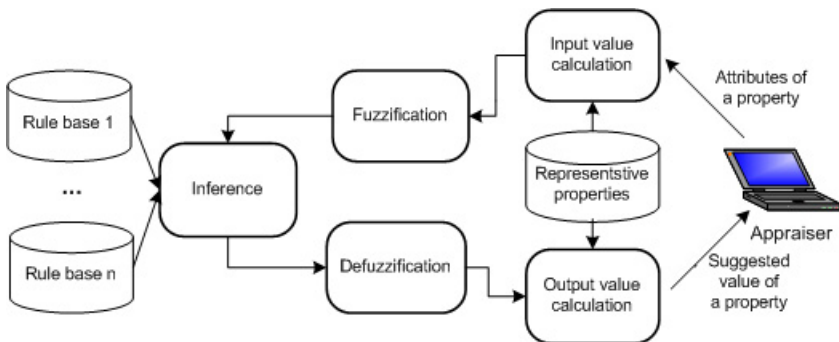 Input value
calculation
Attributes of
a property
Fuzzification
Rule base 1
...
Inference
Representstive
properties
Appraiser
Rule base n
Defuzzification
Output value
calculation
Suggested
value of
a property